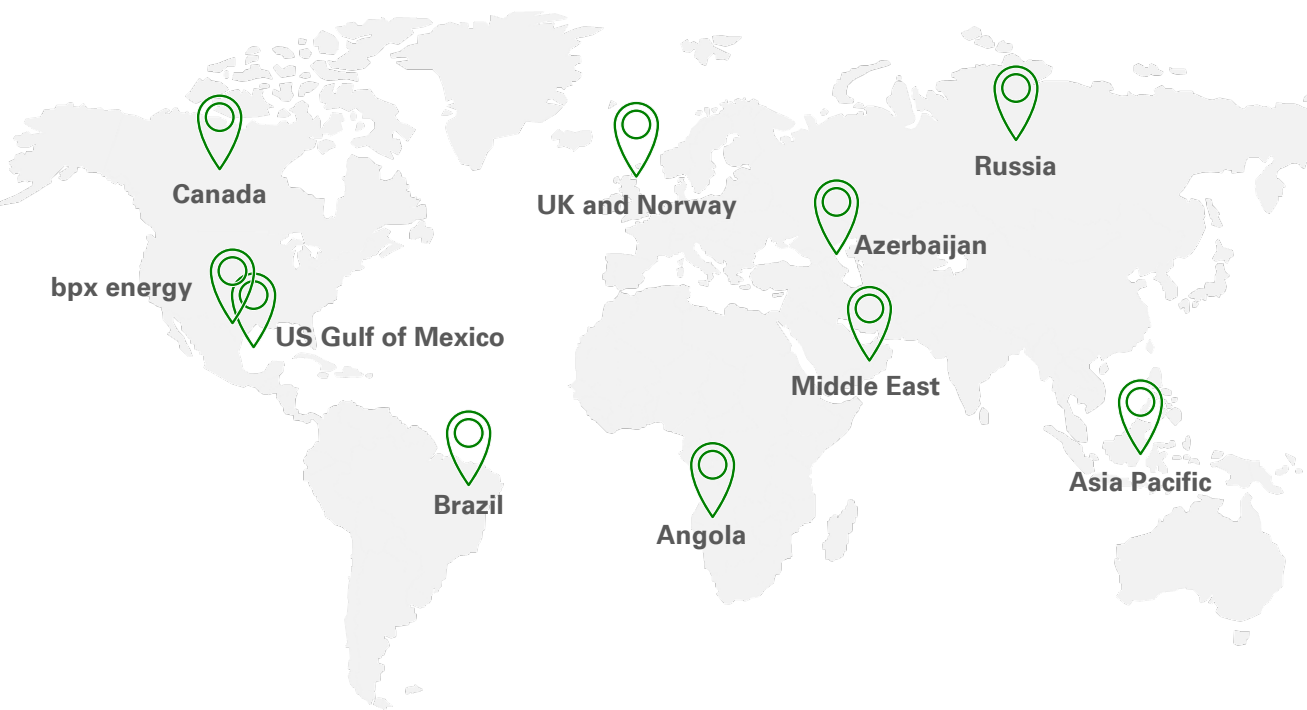 Russia
Canada
UK and Norway
Azerbaijan
bpx energy
US Gulf of Mexico
Middle East
Asia Pacific
Brazil
Angola